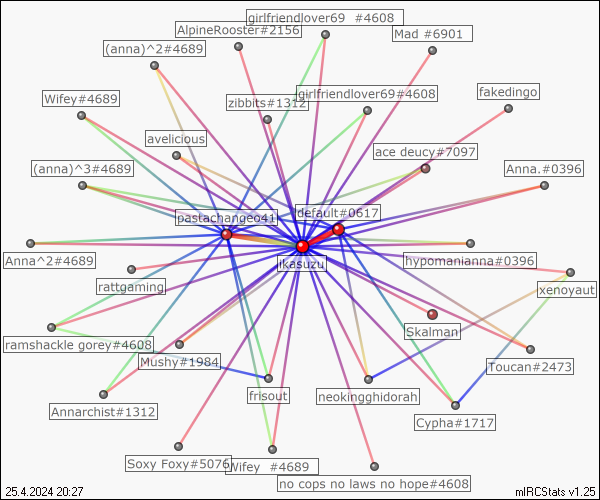 girlfriendlover69 #4608
AlpineRooster#2156
Mad #6901
(anna)^2#4689
Wifey#4689
zibbits#1312
girlfriendlover69#4608
fakedingo
avelicious
ace deucy#7097
(anna)^3#4689
Anna.#0396
pastachangeo41
default#0617
Anna^2#4689
ikasuzu
hypomanianna#0396
rattgaming
xenoyaut
Skalman
ramshackle gorey#4608
Mushy#1984
Toucan#2473
frisout
neokingghidorah
Annarchist#1312
Cypha#1717
Soxy Foxy#5076
Wifey #4689
no cops no laws no hope#4608
25.4.2024 20:27
mIRCStats v1.25